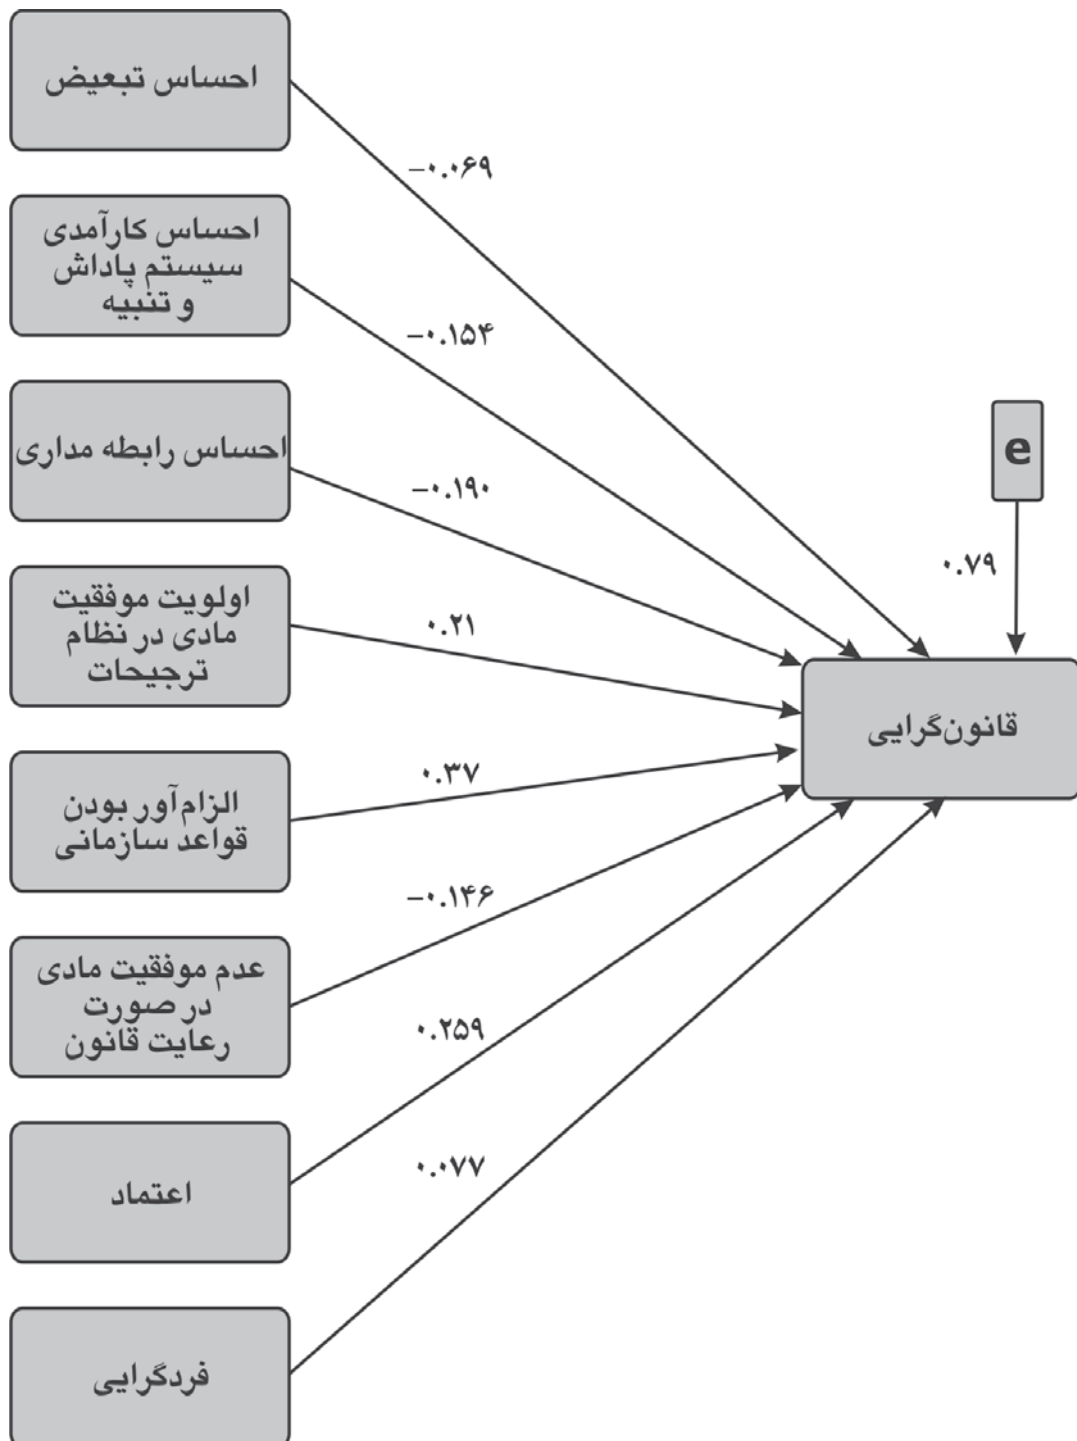 احساس تبعیض
−۰.۰۶۹
احساس کارآمدی
سیستم پاداش
و تنبیه
−۰.۱۵۴
احساس رابطه مداری
−۰.۱۹۰
e
۰.۷۹
اولویت موفقیت
مادی در نظام
ترجیحات
۰.۲۱
قانون‌گرایی
الزام‌آور بودن
قواعد سازمانی
۰.۳۷
عدم موفقیت مادی
در صورت
رعایت قانون
−۰.۱۴۶
اعتماد
۰.۲۵۹
فردگرایی
۰.۰۷۷